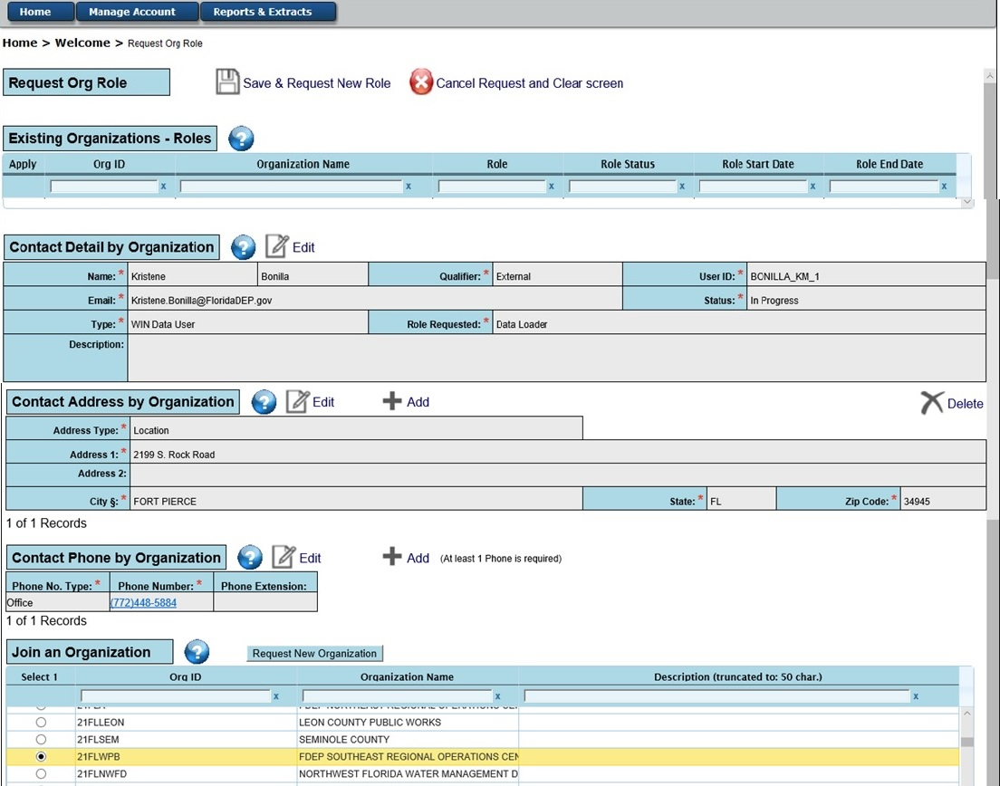 Home Manage Account Reports & Extracts
Home > Welcome > Request Org Role
Request Org Role Save & Request New Role Cancel Request and Clear screen
Existing Organizations - Roles ?
Apply Org ID Organization Name Role Role Status Role Start Date Role End Date
x x x x x x
Contact Detail by Organization ? Edit
Name: * Kristene Bonilla Qualifier: * External User ID: * BONILLA_KM_1
Email: * Kristene.Bonilla@FloridaDEP.gov Status: * In Progress
Type: * WIN Data User Role Requested: * Data Loader
Description:
Contact Address by Organization ? Edit Add Delete
Address Type: * Location
Address 1: * 2199 S. Rock Road
Address 2:
City §: * FORT PIERCE State: * FL Zip Code: * 34945
1 of 1 Records
Contact Phone by Organization ? Edit Add (At least 1 Phone is required)
Phone No. Type: * Phone Number: * Phone Extension:
Office (772)448-5884
1 of 1 Records
Join an Organization ? Request New Organization
Select 1 Org ID Organization Name Description (truncated to: 50 char.)
x x x
FDEP NORTHEAST REGIONAL OPERATIONS CEN
21FLLEON LEON COUNTY PUBLIC WORKS
21FLSEM SEMINOLE COUNTY
21FLWPB FDEP SOUTHEAST REGIONAL OPERATIONS CEN
21FLNWFD NORTHWEST FLORIDA WATER MANAGEMENT D